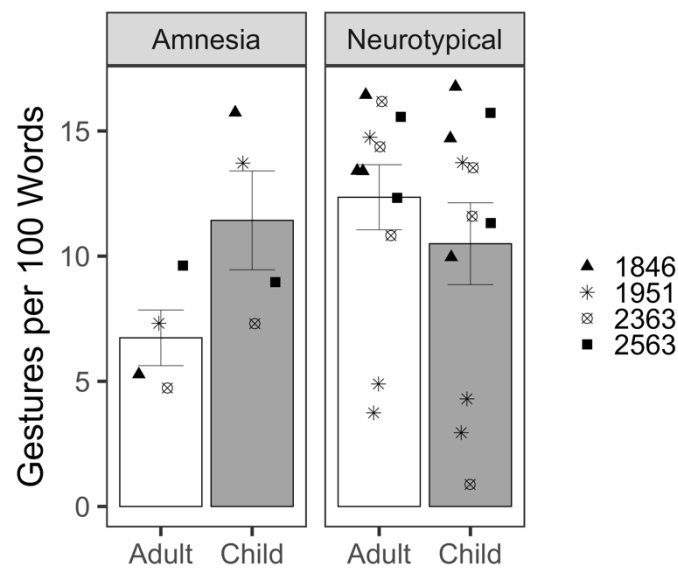 Amnesia
Neurotypical
Gestures per 100 Words
15
10
5
0
Adult
Child
Adult
Child
1846
1951
2363
2563